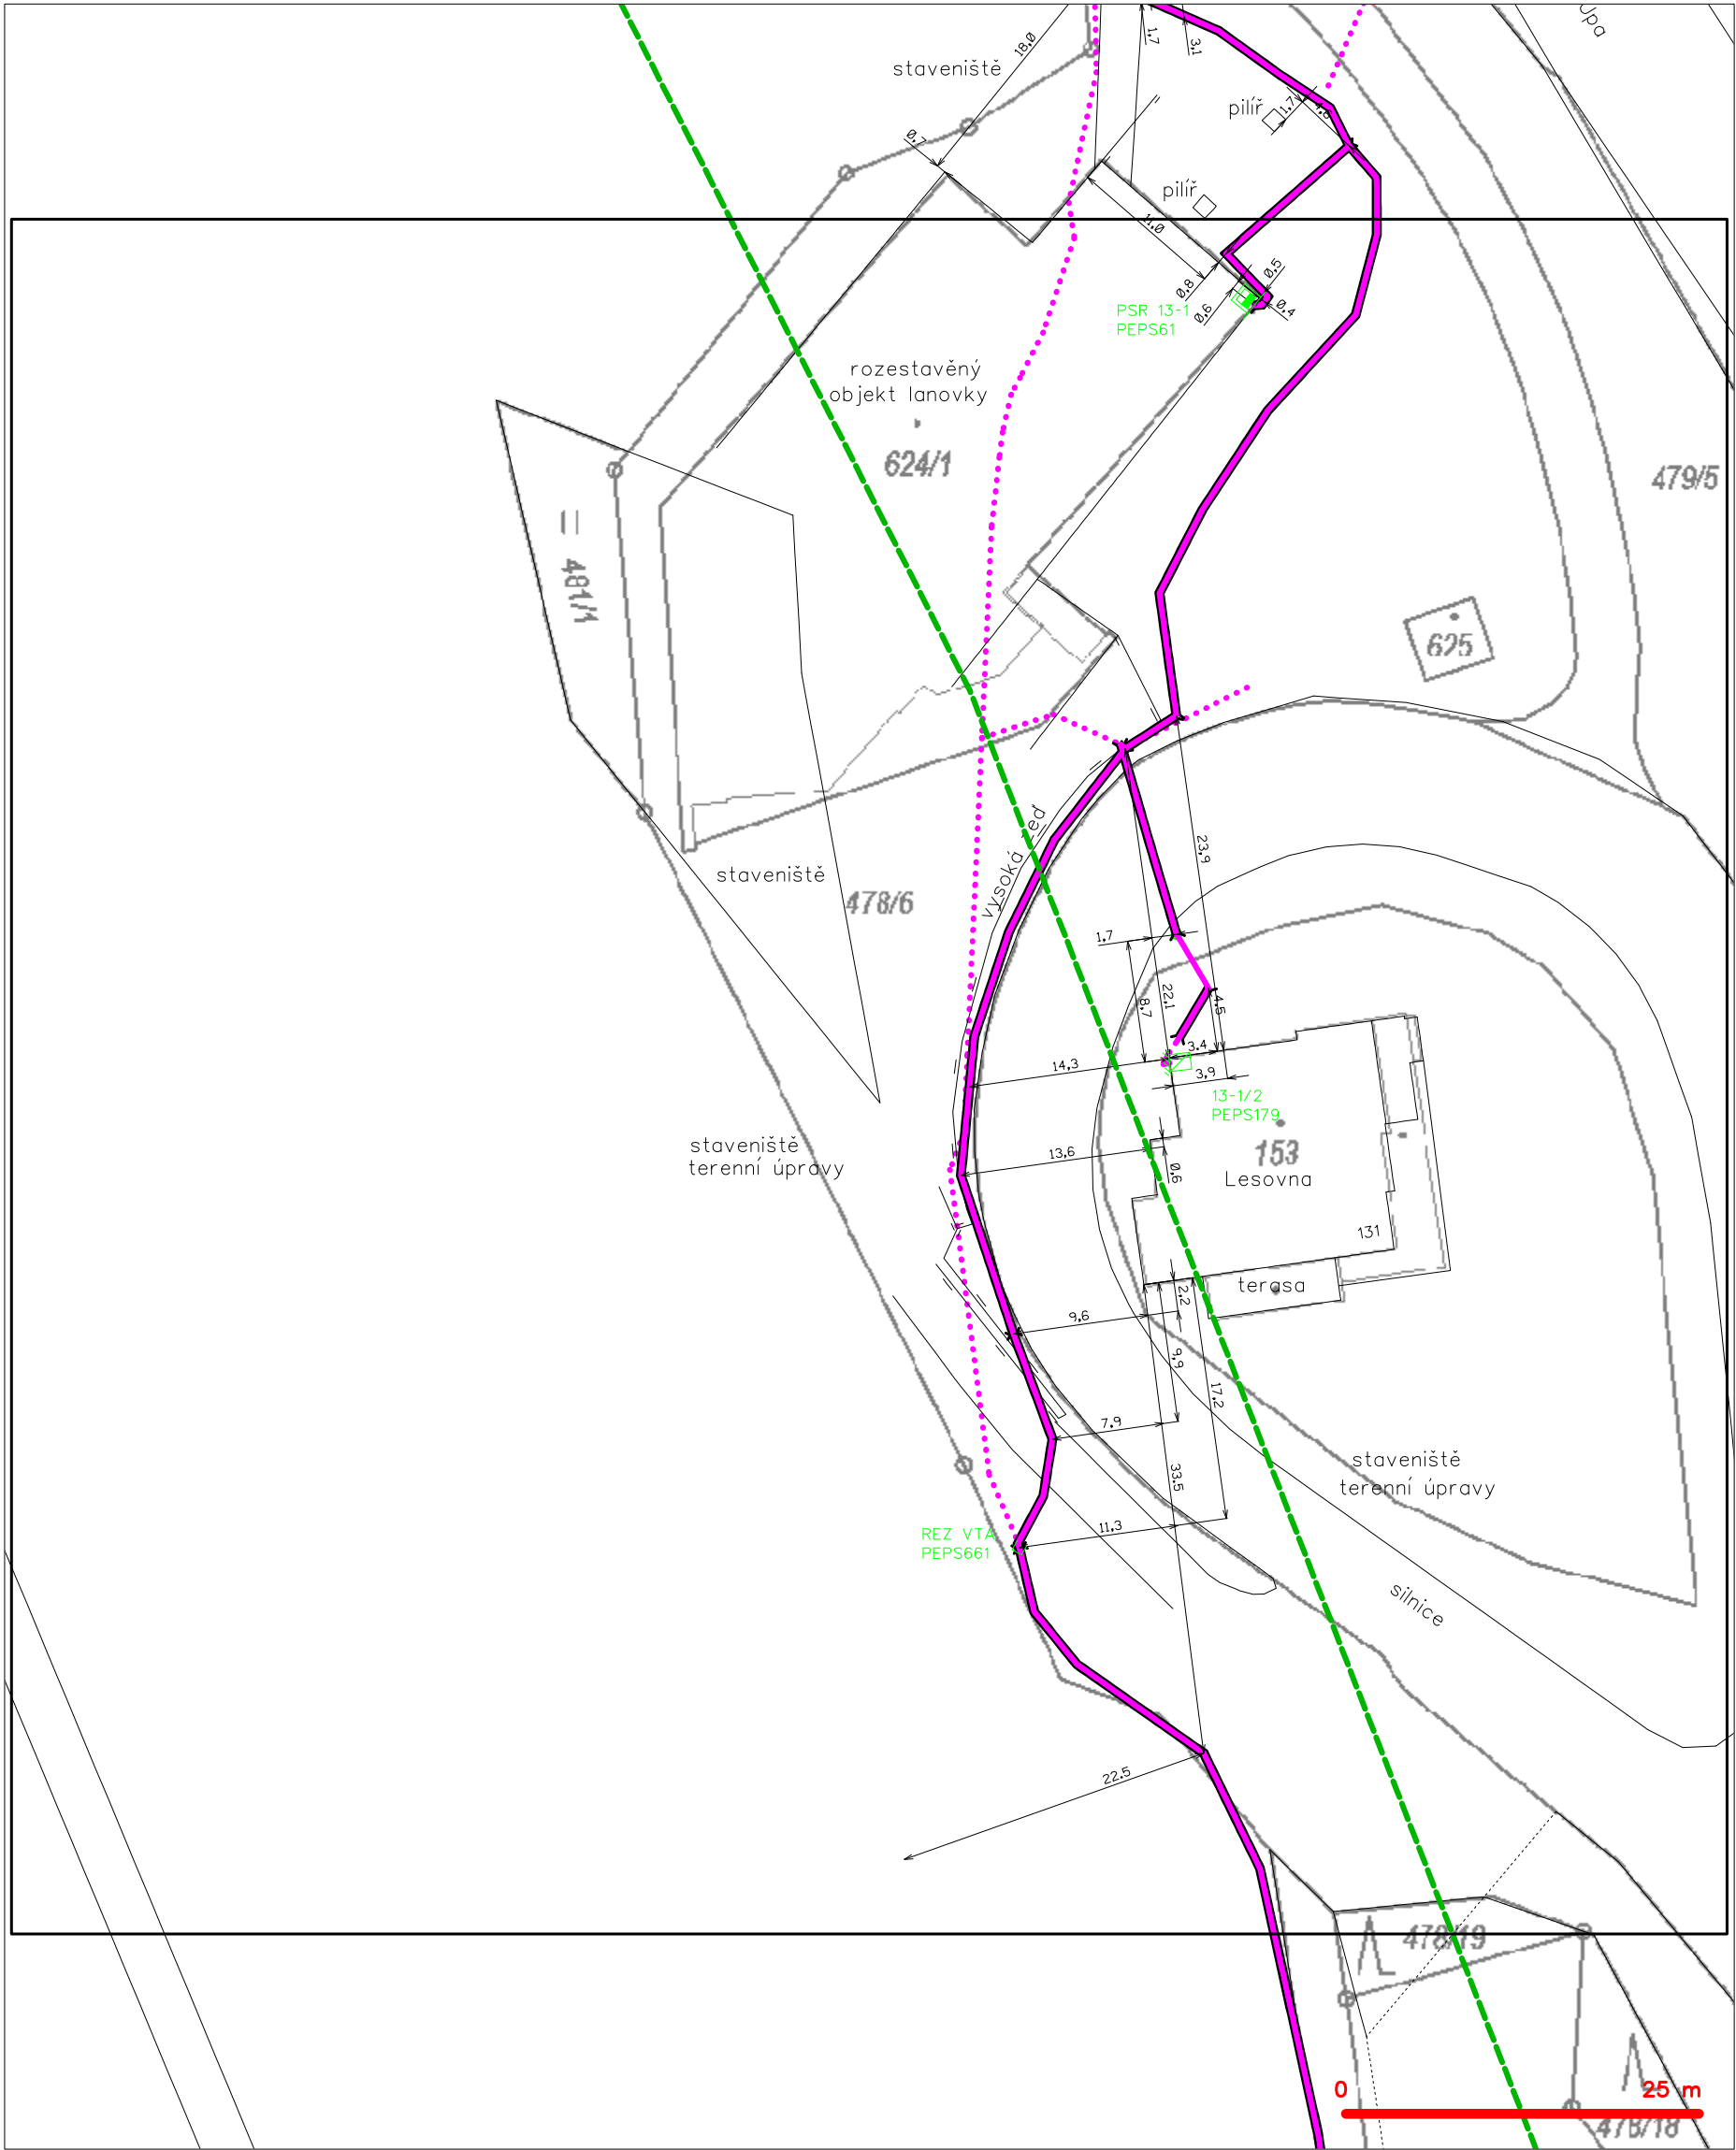 Úpa
18,0
1,7
3,1
staveniště
pilíř
1,7
0,7
pilíř
11,0
0,5
0,8
0,6
0,4
PSR 13-1
PEPS61
rozestavěný
objekt lanovky
624/1
479/5
481/1
625
vysoká
23,9
staveniště
478/6
1,7
22,1
8,7
4,5
3,4
14,3
3,9
13-1/2
PEPS179
staveniště
terenní úpravy
13,6
0,6
153
Lesovna
131
terasa
2,2
9,6
9,9
17,2
7,9
33,5
staveniště
terenní úpravy
REZ VTA
PEPS661
11,3
silnice
22,5
478/19
0
25 m
478/18